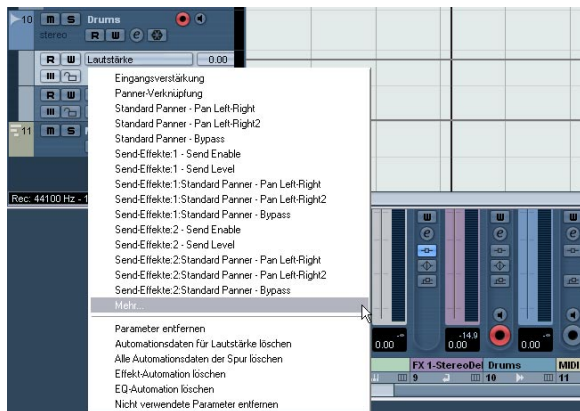 10 m S Drums
stereo R W e
R W Lautstärke 0.00
R W
11 m S
Rec: 44100 Hz - 1
Eingangsverstärkung
Panner-Verknüpfung
Standard Panner - Pan Left-Right
Standard Panner - Pan Left-Right2
Standard Panner - Bypass
Send-Effekte:1 - Send Enable
Send-Effekte:1 - Send Level
Send-Effekte:1:Standard Panner - Pan Left-Right
Send-Effekte:1:Standard Panner - Pan Left-Right2
Send-Effekte:1:Standard Panner - Bypass
Send-Effekte:2 - Send Enable
Send-Effekte:2 - Send Level
Send-Effekte:2:Standard Panner - Pan Left-Right
Send-Effekte:2:Standard Panner - Pan Left-Right2
Send-Effekte:2:Standard Panner - Bypass
Mehr...
Parameter entfernen
Automationsdaten für Lautstärke löschen
Alle Automationsdaten der Spur löschen
Effekt-Automation löschen
EQ-Automation löschen
Nicht verwendete Parameter entfernen
W W W
e e e
-∞ -14.9 -∞
0.00 0.00 0.00
FX 1-StereoDel Drums MIDI
9 10 11